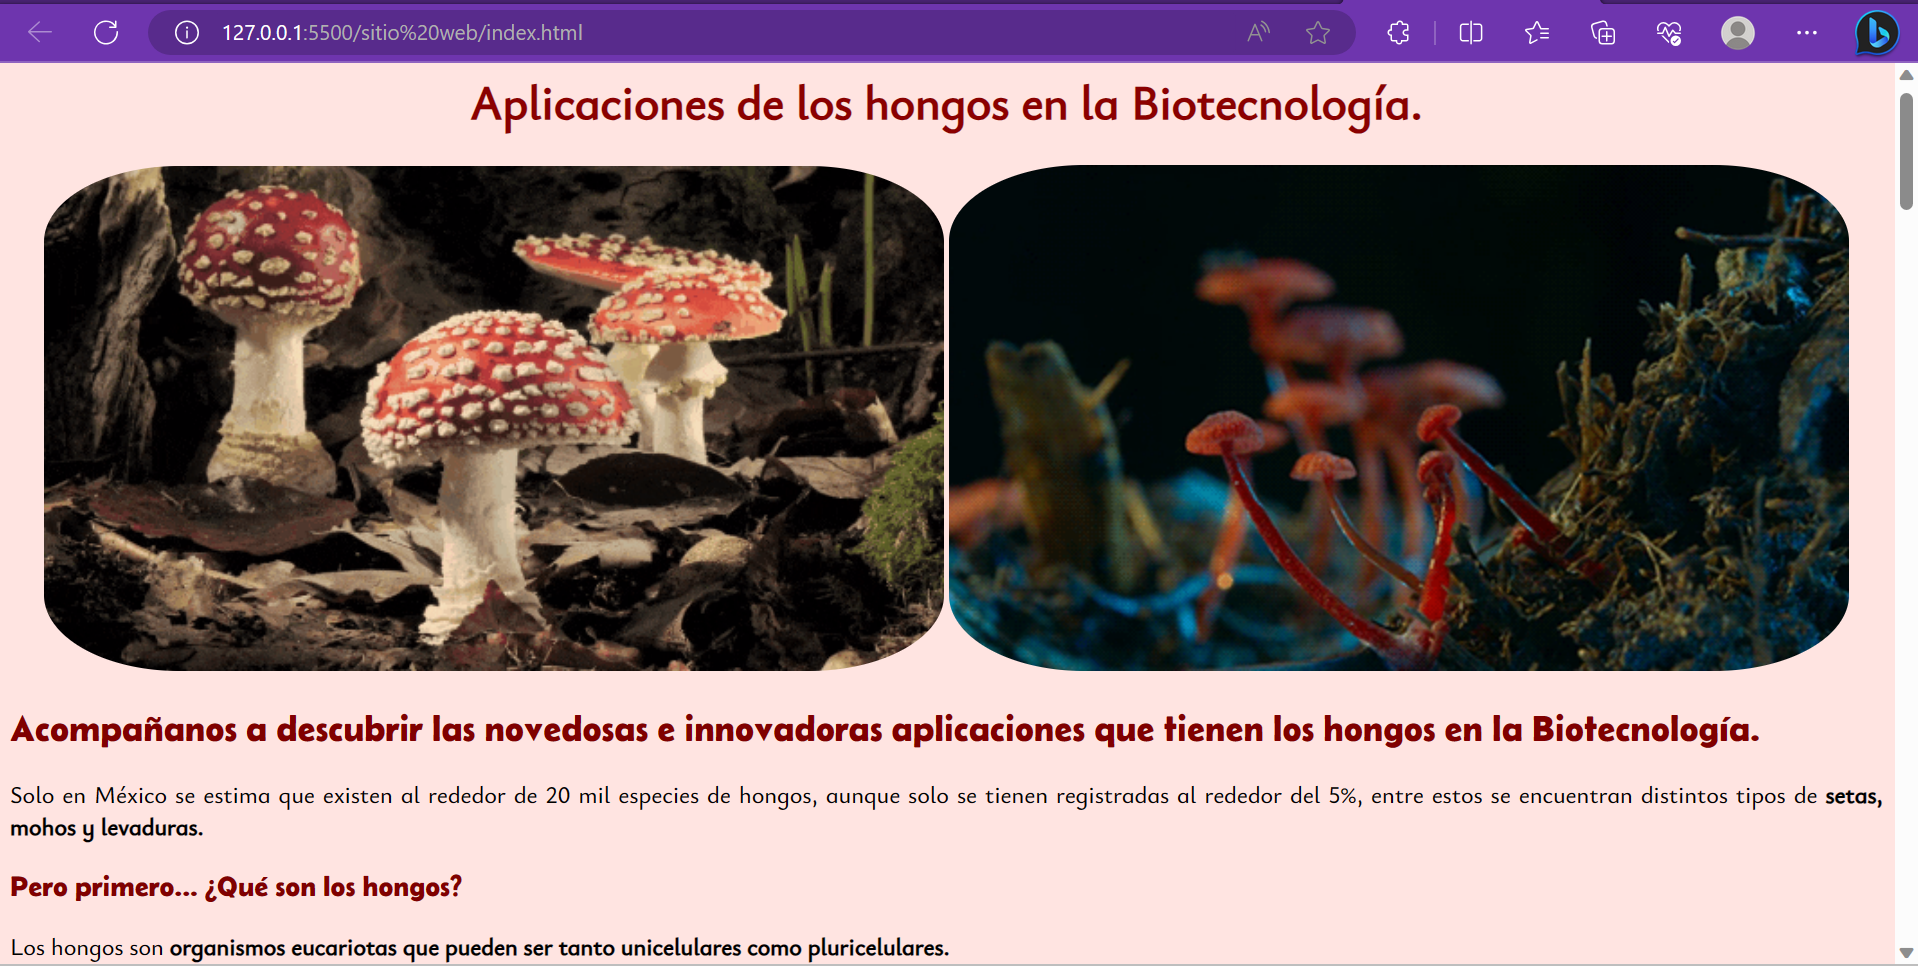 127.0.0.1:5500/sitio%20web/index.html
Aplicaciones de los hongos en la Biotecnología.
Acompañanos a descubrir las novedosas e innovadoras aplicaciones que tienen los hongos en la Biotecnología.
Solo en México se estima que existen al rededor de 20 mil especies de hongos, aunque solo se tienen registradas al rededor del 5%, entre estos se encuentran distintos tipos de setas,
mohos y levaduras.
Pero primero... ¿Qué son los hongos?
Los hongos son organismos eucariotas que pueden ser tanto unicelulares como pluricelulares.